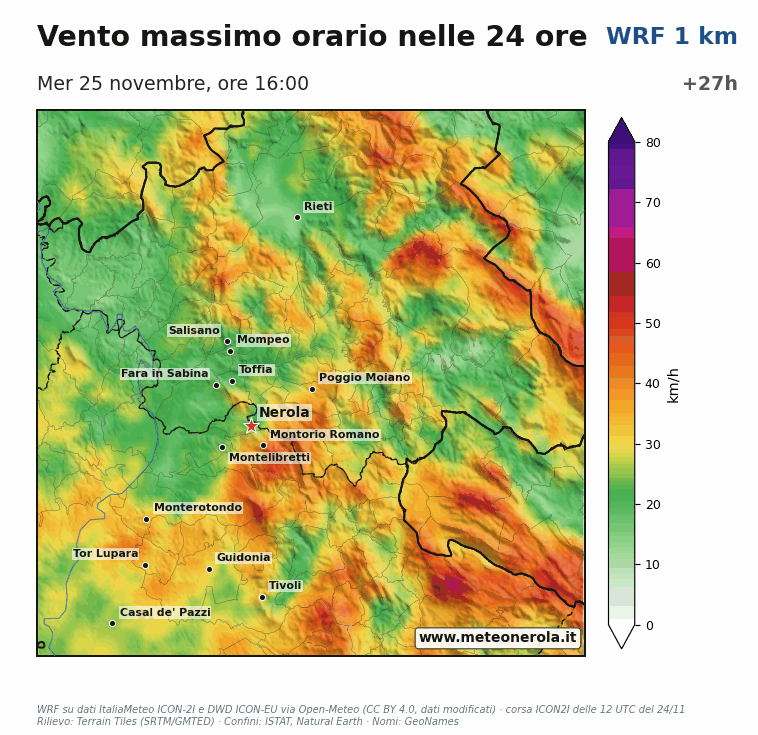 Vento massimo orario nelle 24 ore WRF 1 km
Mer 25 novembre, ore 16:00 +27h
Rieti
Salisano
Mompeo
Toffia
Fara in Sabina
Poggio Moiano
Nerola
Montorio Romano
Montelibretti
Monterotondo
Tor Lupara
Guidonia
Tivoli
Casal de' Pazzi
www.meteonerola.it
80
70
60
50
40
30
20
10
0
km/h
WRF su dati ItaliaMeteo ICON-2I e DWD ICON-EU via Open-Meteo (CC BY 4.0, dati modificati) · corsa ICON2I delle 12 UTC del 24/11
Rilievo: Terrain Tiles (SRTM/GMTED) · Confini: ISTAT, Natural Earth · Nomi: GeoNames